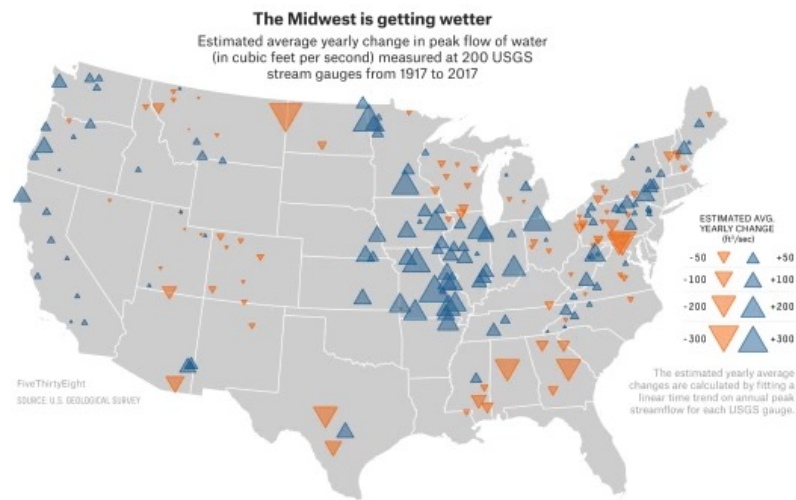 The Midwest is getting wetter
Estimated average yearly change in peak flow of water
(in cubic feet per second) measured at 200 USGS
stream gauges from 1917 to 2017
ESTIMATED AVG.
YEARLY CHANGE
(ft³/sec)
-50 +50
-100 +100
-200 +200
-300 +300
The estimated yearly average
changes are calculated by fitting a
linear time trend on annual peak
streamflow for each USGS gauge.
FiveThirtyEight
SOURCE: U.S. GEOLOGICAL SURVEY